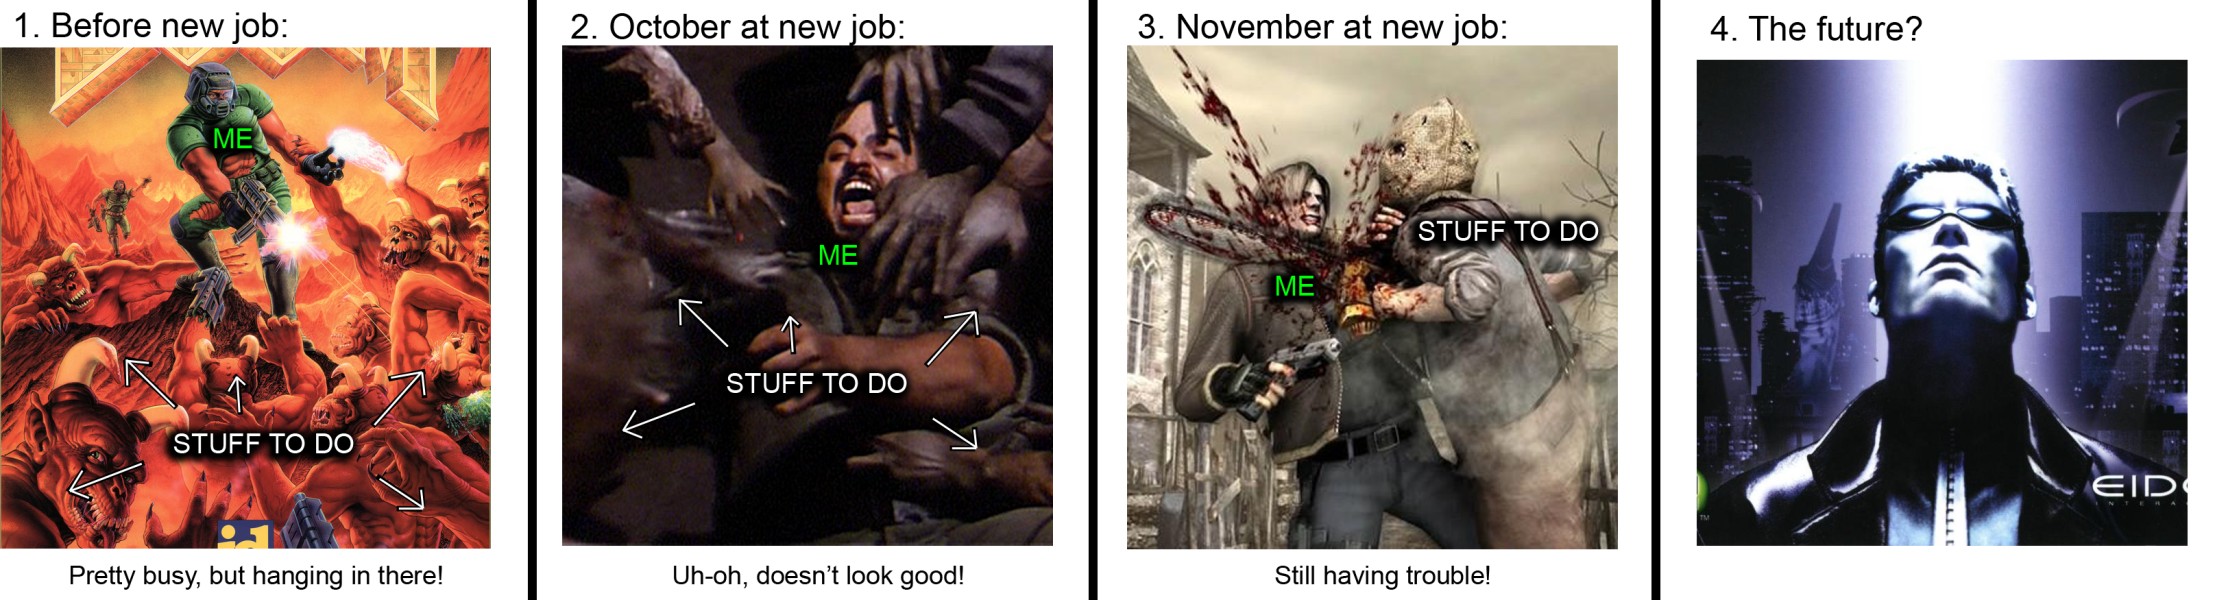 1. Before new job:
ME
STUFF TO DO
id
Pretty busy, but hanging in there!
2. October at new job:
ME
STUFF TO DO
Uh-oh, doesn't look good!
3. November at new job:
STUFF TO DO
ME
Still having trouble!
4. The future?
EID
TM